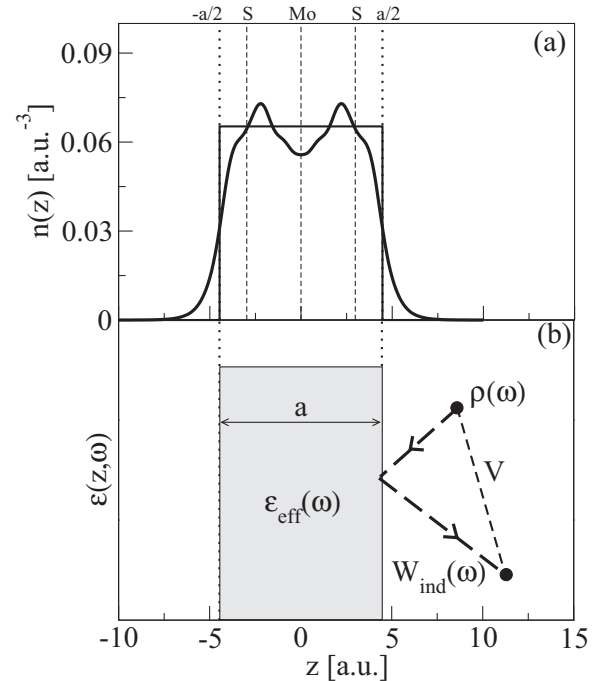 -a/2 S Mo S a/2
(a)
0.09
0.06
0.03
0
n(z) [a.u.⁻³]
(b)
ρ(ω)
a
V
ε_eff(ω)
W_ind(ω)
ε(z,ω)
-10 -5 0 5 10 15
z [a.u.]